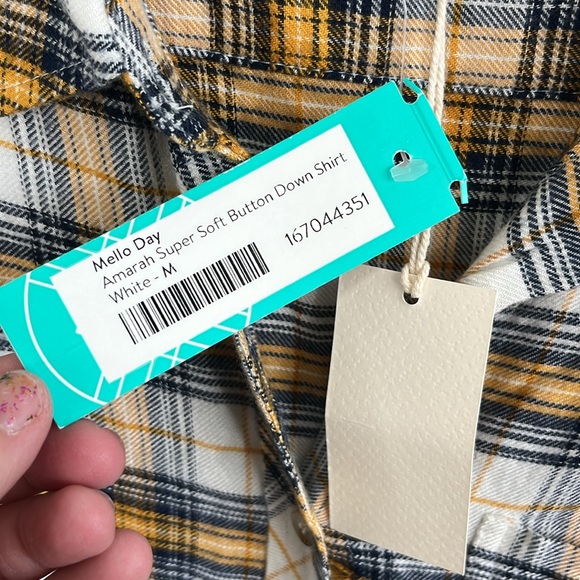 Mello Day
Amarah Super Soft Button Down Shirt
White - M
167044351